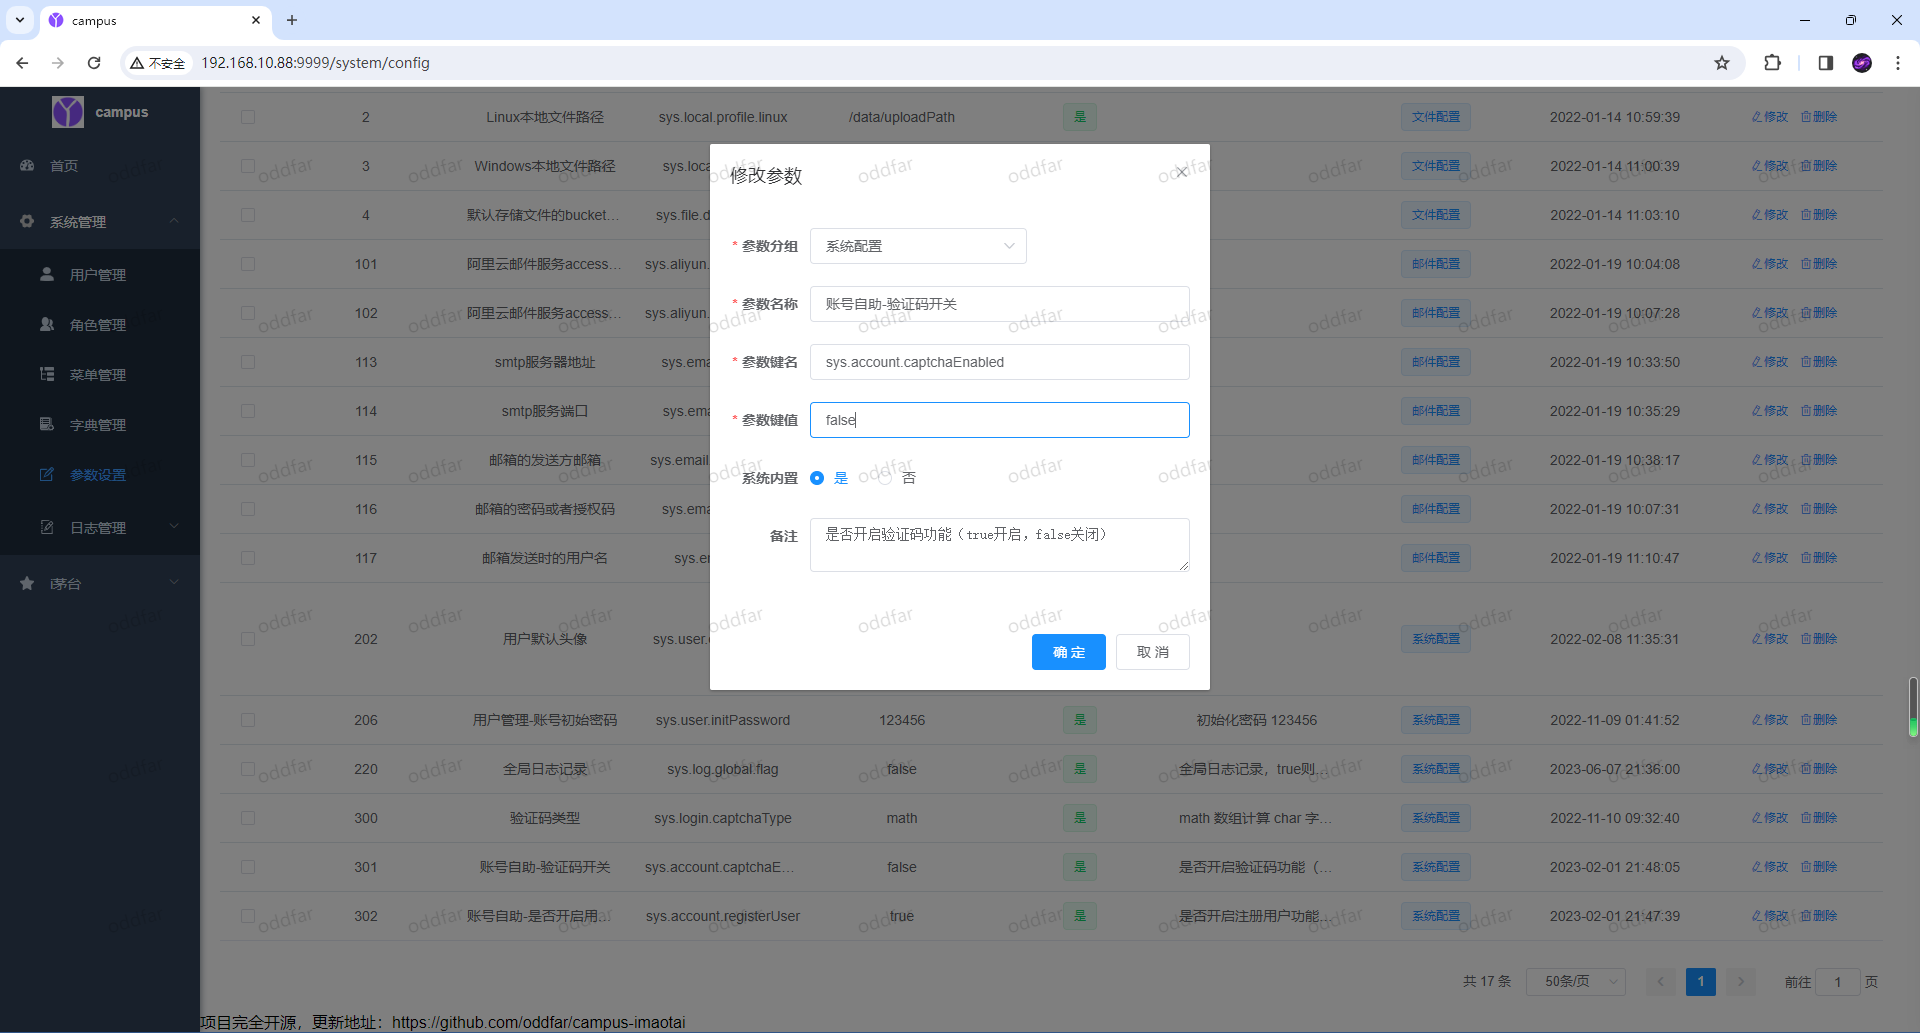 campus
不安全
192.168.10.88:9999/system/config
campus
首页
系统管理
用户管理
角色管理
菜单管理
字典管理
参数设置
日志管理
i茅台
2 Linux本地文件路径 sys.local.profile.linux /data/uploadPath 是 文件配置 2022-01-14 10:59:39 修改 删除
3 Windows本地文件路径 sys.loca 文件配置 2022-01-14 11:00:39 修改 删除
4 默认存储文件的bucket... sys.file.d 文件配置 2022-01-14 11:03:10 修改 删除
101 阿里云邮件服务access... sys.aliyun. 邮件配置 2022-01-19 10:04:08 修改 删除
102 阿里云邮件服务access... sys.aliyun. 邮件配置 2022-01-19 10:07:28 修改 删除
113 smtp服务器地址 sys.ema 邮件配置 2022-01-19 10:33:50 修改 删除
114 smtp服务端口 sys.ema 邮件配置 2022-01-19 10:35:29 修改 删除
115 邮箱的发送方邮箱 sys.email 邮件配置 2022-01-19 10:38:17 修改 删除
116 邮箱的密码或者授权码 sys.ema 邮件配置 2022-01-19 10:07:31 修改 删除
117 邮箱发送时的用户名 sys.e 邮件配置 2022-01-19 11:10:47 修改 删除
202 用户默认头像 sys.user. 系统配置 2022-02-08 11:35:31 修改 删除
206 用户管理-账号初始密码 sys.user.initPassword 123456 是 初始化密码 123456 系统配置 2022-11-09 01:41:52 修改 删除
220 全局日志记录 sys.log.global.flag false 是 全局日志记录，true则... 系统配置 2023-06-07 21:36:00 修改 删除
300 验证码类型 sys.login.captchaType math 是 math 数组计算 char 字... 系统配置 2022-11-10 09:32:40 修改 删除
301 账号自助-验证码开关 sys.account.captchaE... false 是 是否开启验证码功能（... 系统配置 2023-02-01 21:48:05 修改 删除
302 账号自助-是否开启用... sys.account.registerUser true 是 是否开启注册用户功能... 系统配置 2023-02-01 21:47:39 修改 删除
修改参数
* 参数分组 系统配置
* 参数名称 账号自助-验证码开关
* 参数键名 sys.account.captchaEnabled
* 参数键值 false
系统内置 是 否
备注 是否开启验证码功能（true开启，false关闭）
确 定 取 消
共 17 条 50条/页 1 前往 1 页
项目完全开源，更新地址：https://github.com/oddfar/campus-imaotai
oddfar